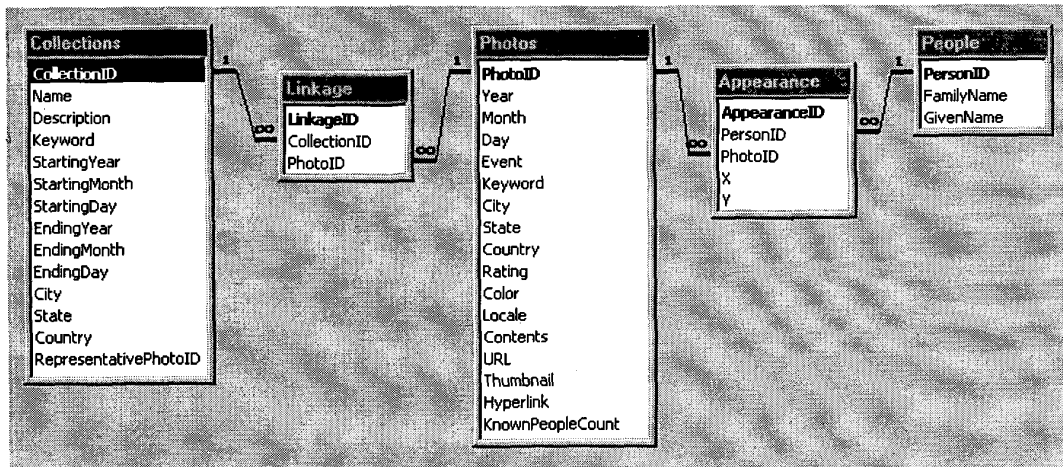 Collections
CollectionID
Name
Description
Keyword
StartingYear
StartingMonth
StartingDay
EndingYear
EndingMonth
EndingDay
City
State
Country
RepresentativePhotoID
1
∞
Linkage
LinkageID
CollectionID
PhotoID
∞
1
Photos
PhotoID
Year
Month
Day
Event
Keyword
City
State
Country
Rating
Color
Locale
Contents
URL
Thumbnail
Hyperlink
KnownPeopleCount
1
∞
Appearance
AppearanceID
PersonID
PhotoID
X
Y
∞
1
People
PersonID
FamilyName
GivenName